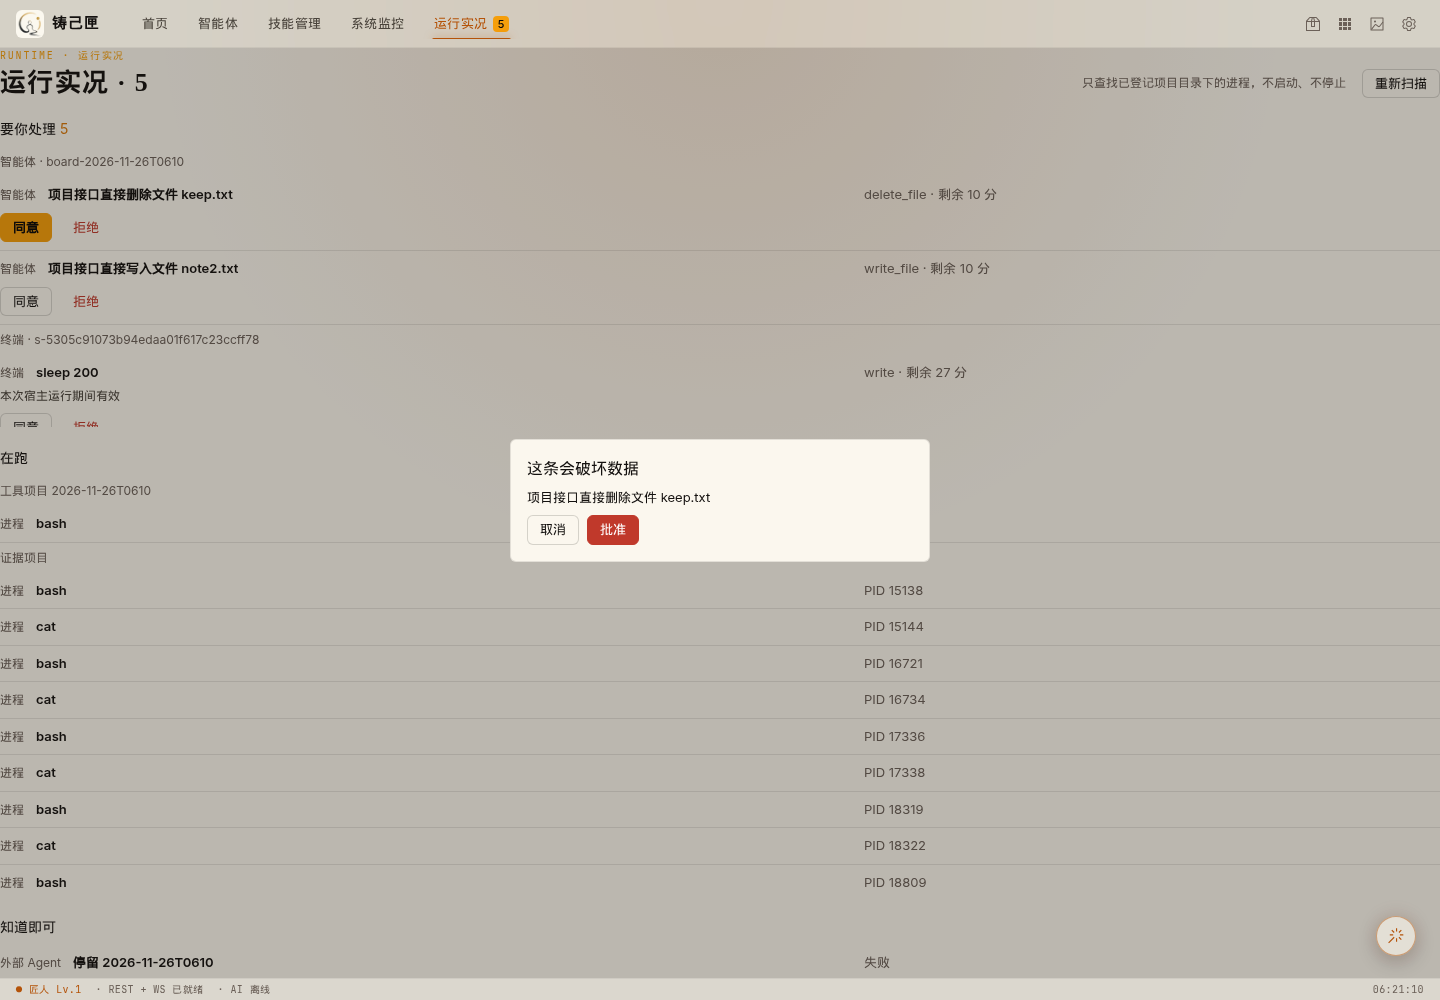 铸己匣 首页 智能体 技能管理 系统监控 运行实况 5
RUNTIME · 运行实况
运行实况 · 5
只查找已登记项目目录下的进程，不启动、不停止 重新扫描
要你处理 5
智能体 · board-2026-11-26T0610
智能体 项目接口直接删除文件 keep.txt delete_file · 剩余 10 分
同意 拒绝
智能体 项目接口直接写入文件 note2.txt write_file · 剩余 10 分
同意 拒绝
终端 · s-5305c91073b94edaa01f617c23ccff78
终端 sleep 200 write · 剩余 27 分
本次宿主运行期间有效
同意 拒绝
在跑
工具项目 2026-11-26T0610
进程 bash
证据项目
进程 bash PID 15138
进程 cat PID 15144
进程 bash PID 16721
进程 cat PID 16734
进程 bash PID 17336
进程 cat PID 17338
进程 bash PID 18319
进程 cat PID 18322
进程 bash PID 18809
知道即可
外部 Agent 停留 2026-11-26T0610 失败
这条会破坏数据
项目接口直接删除文件 keep.txt
取消 批准
匠人 Lv.1 · REST + WS 已就绪 · AI 离线 06:21:10